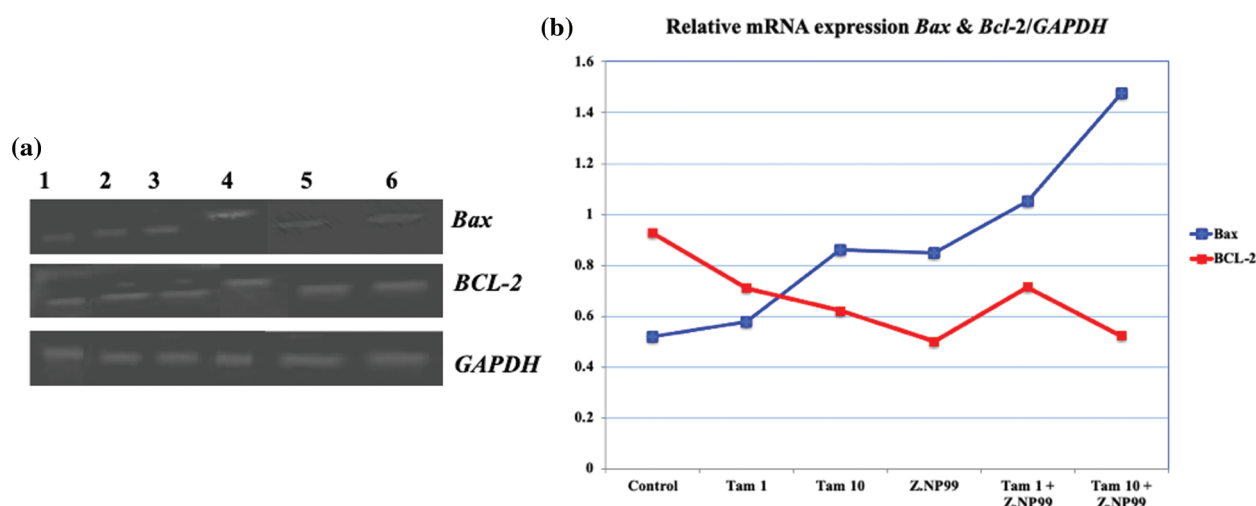 (a)
1 2 3 4 5 6
Bax
BCL-2
GAPDH
(b)
Relative mRNA expression Bax & Bcl-2/GAPDH
1.6
1.4
1.2
1
0.8
0.6
0.4
0.2
0
Control Tam 1 Tam 10 Z.NP99 Tam 1 + Tam 10 +
Z.NP99 Z.NP99
Bax
BCL-2